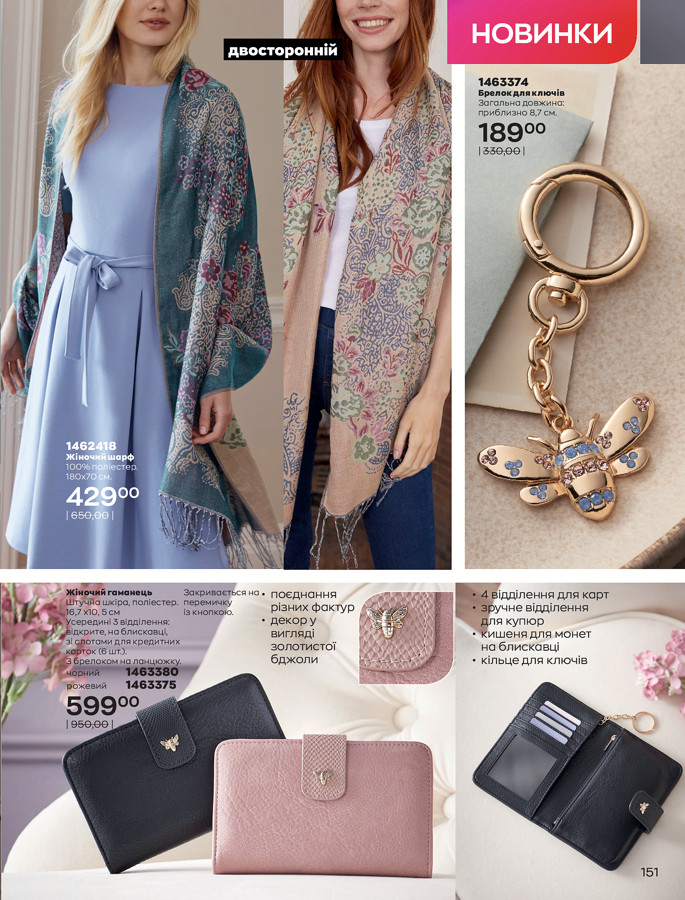 двосторонній
НОВИНКИ
1463374
Брелок для ключів
Загальна довжина:
приблизно 8,7 см.
189⁰⁰
|330,00|
1462418
Жіночий шарф
100% поліестер.
180х70 см.
429⁰⁰
|650,00|
Жіночий гаманець
Штучна шкіра, поліестер.
16,7 х10, 5 см
Усередині 3 відділення:
відкрите, на блискавці,
зі слотами для кредитних
карток (6 шт.).
З брелоком на ланцюжку.
чорний 1463380
рожевий 1463375
599⁰⁰
|950,00|
Закривається на
перемичку
із кнопкою.
• поєднання
різних фактур
• декор у
вигляді
золотистої
бджоли
• 4 відділення для карт
• зручне відділення
для купюр
• кишеня для монет
на блискавці
• кільце для ключів
151